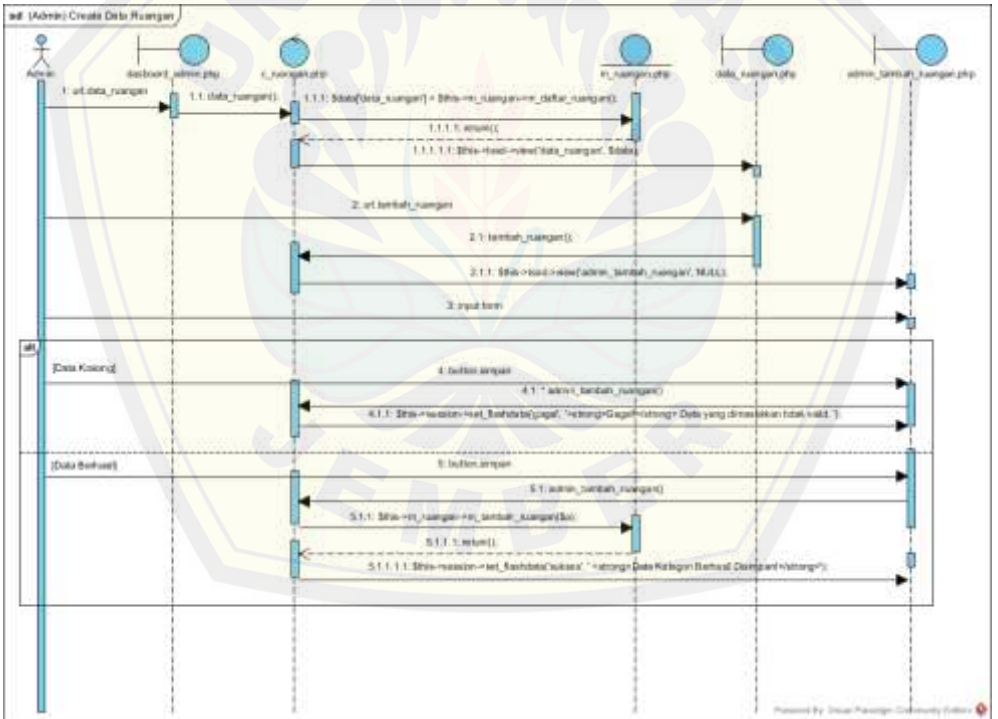 sd (Admin) Create Data Ruangan
Admin
dasboard_admin.php
c_ruangan.php
m_ruangan.php
data_ruangan.php
admin_tambah_ruangan.php
1: url.data_ruangan
1.1: data_ruangan();
1.1.1: $data['data_ruangan'] = $this->m_ruangan->m_daftar_ruangan();
1.1.1.1: return();
1.1.1.1.1: $this->load->view('data_ruangan', $data);
2: url.tambah_ruangan
2.1: tambah_ruangan();
2.1.1: $this->load->view('admin_tambah_ruangan', NULL);
3: input form
alt
[Data Kosong]
4: button simpan
4.1: * admin_tambah_ruangan()
4.1.1: $this->session->set_flashdata('gagal', '<strong>Gagal!</strong> Data yang dimasukkan tidak valid. ');
[Data Berhasil]
5: button simpan
5.1: admin_tambah_ruangan()
5.1.1: $this->m_ruangan->m_tambah_ruangan($a);
5.1.1.1: return();
5.1.1.1.1: $this->session->set_flashdata('sukses', ' <strong>Data Kategori Berhasil Disimpan!</strong>');
JEMBER
Powered By Visual Paradigm Community Edition